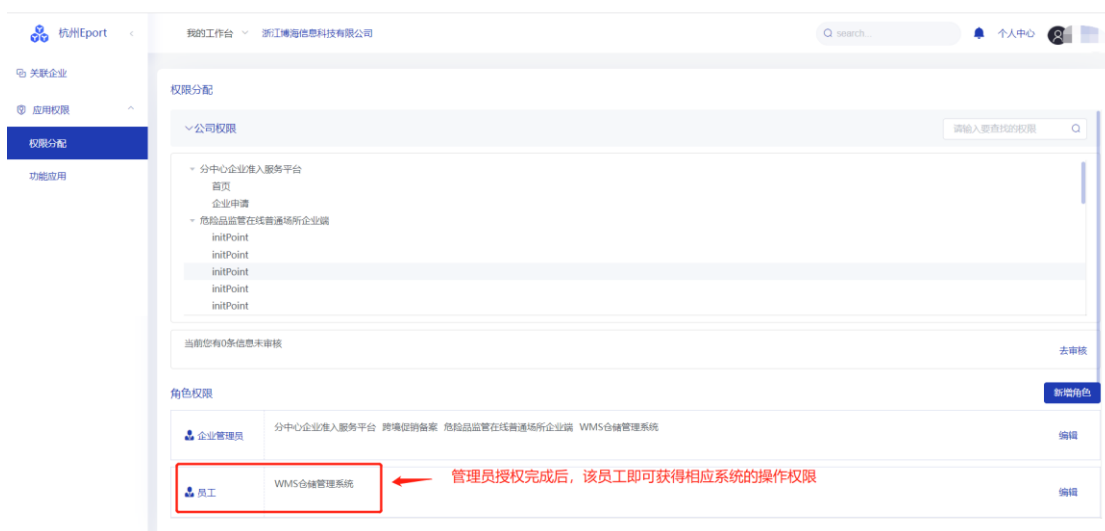 杭州Eport
我的工作台 浙江博海信息科技有限公司
search...
个人中心
关联企业
应用权限
权限分配
功能应用
权限分配
公司权限
请输入要查找的权限
分中心企业准入服务平台
首页
企业申请
危险品监管在线普通场所企业端
initPoint
initPoint
initPoint
initPoint
initPoint
当前您有0条信息未审核
去审核
角色权限
新增角色
企业管理员
分中心企业准入服务平台 跨境促销备案 危险品监管在线普通场所企业端 WMS仓储管理系统
编辑
员工
WMS仓储管理系统
管理员授权完成后，该员工即可获得相应系统的操作权限
编辑